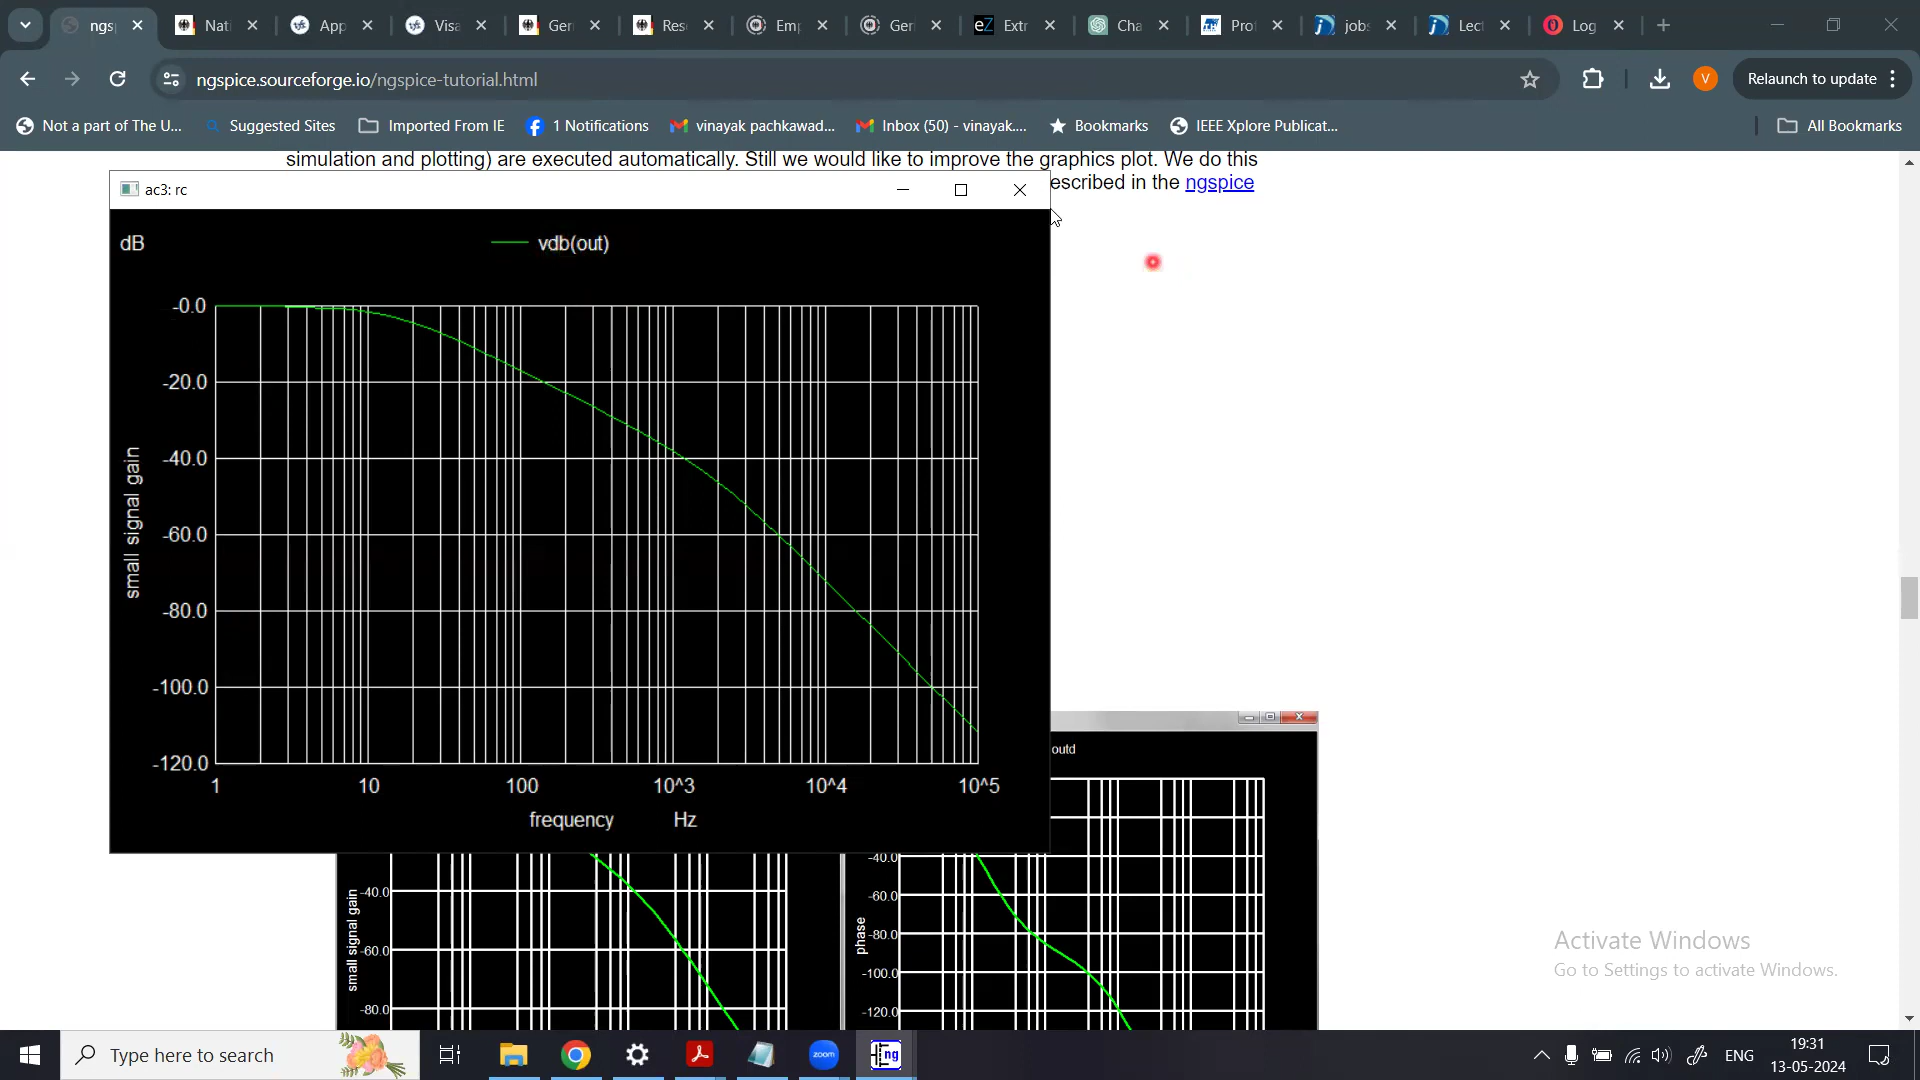 ngs Nati App Visa Geri Res Emp Geri Extr Cha Prof jobs Lect Log
ngspice.sourceforge.io/ngspice-tutorial.html
Relaunch to update
V
Not a part of The U... Suggested Sites Imported From IE 1 Notifications vinayak pachkawad... Inbox (50) - vinayak.... Bookmarks IEEE Xplore Publicat... All Bookmarks
simulation and plotting) are executed automatically. Still we would like to improve the graphics plot. We do this
escribed in the ngspice
ac3: rc
dB
vdb(out)
-0.0
-20.0
-40.0
-60.0
-80.0
-100.0
-120.0
small signal gain
1 10 100 10^3 10^4 10^5
frequency Hz
outd
-40.0
-60.0
-80.0
small signal gain
-40.0
-60.0
-80.0
-100.0
-120.0
phase
Activate Windows
Go to Settings to activate Windows.
Type here to search
zoom
ng
ENG
19:31
13-05-2024